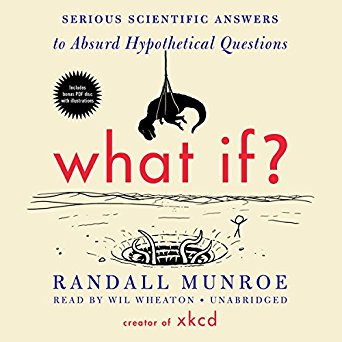 SERIOUS SCIENTIFIC ANSWERS
to Absurd Hypothetical Questions
Includes
bonus PDF disc
with illustrations
what if?
RANDALL MUNROE
READ BY WIL WHEATON • UNABRIDGED
creator of xkcd